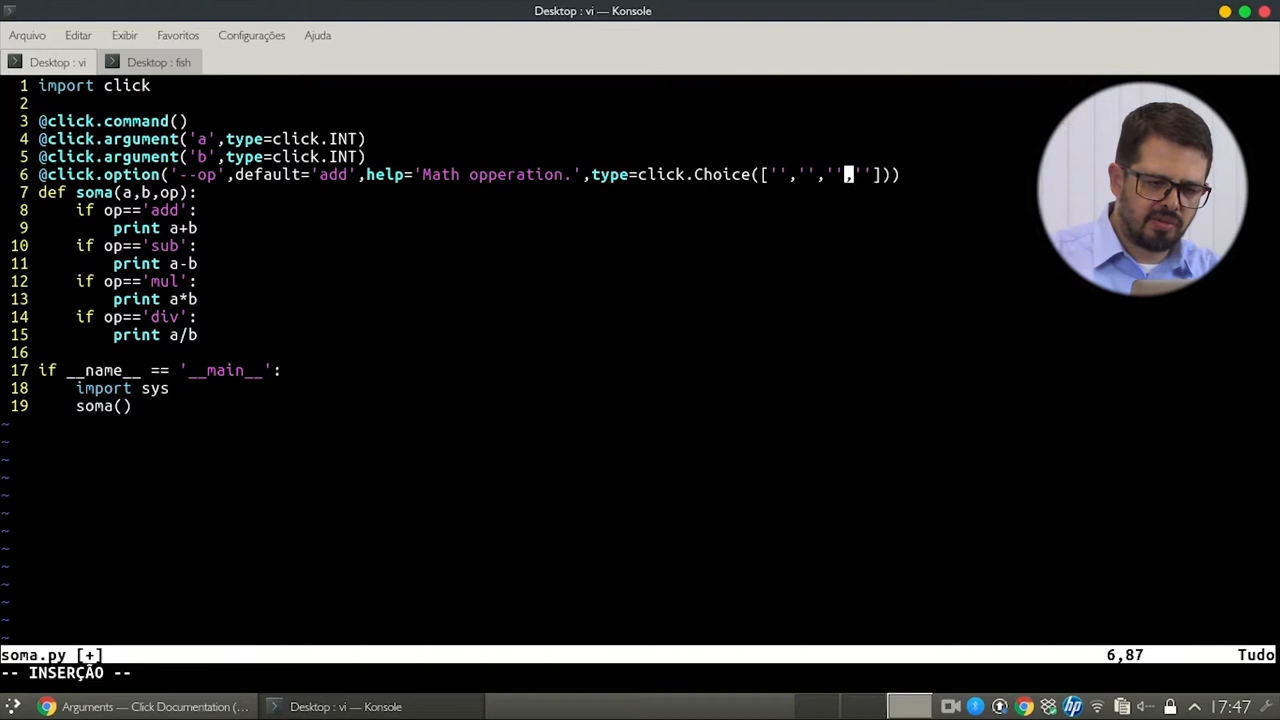 Desktop : vi — Konsole
Arquivo Editar Exibir Favoritos Configurações Ajuda
Desktop : vi Desktop : fish
1 import click
2
3 @click.command()
4 @click.argument('a',type=click.INT)
5 @click.argument('b',type=click.INT)
6 @click.option('--op',default='add',help='Math opperation.',type=click.Choice(['','','','']))
7 def soma(a,b,op):
8 if op=='add':
9 print a+b
10 if op=='sub':
11 print a-b
12 if op=='mul':
13 print a*b
14 if op=='div':
15 print a/b
16
17 if __name__ == '__main__':
18 import sys
19 soma()
~
~
~
~
~
~
~
~
~
~
~
~
~
soma.py [+] 6,87 Tudo
-- INSERÇÃO --
Arguments — Click Documentation (... Desktop : vi — Konsole hp 17:47